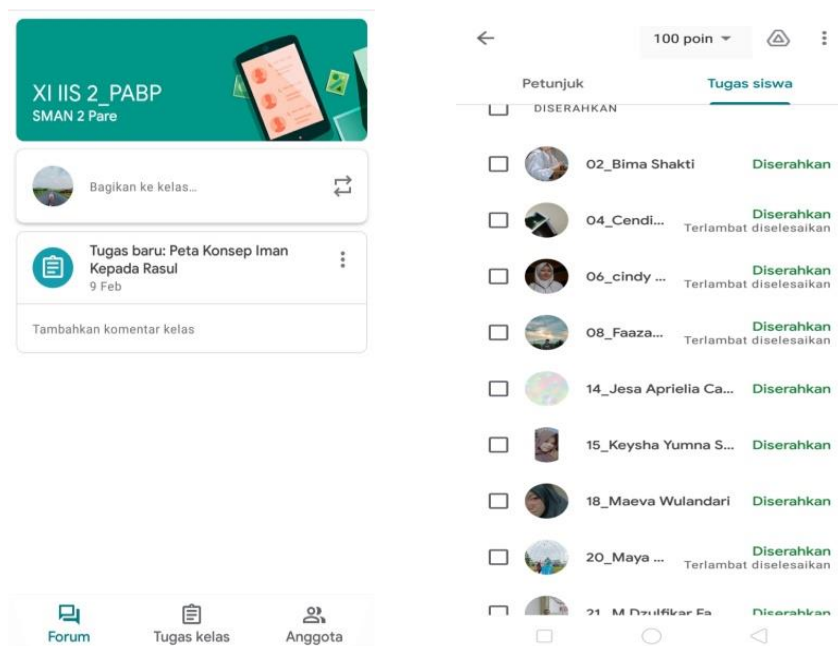 XI IIS 2_PABP
SMAN 2 Pare
Bagikan ke kelas...
Tugas baru: Peta Konsep Iman
Kepada Rasul
9 Feb
Tambahkan komentar kelas
Forum
Tugas kelas
Anggota
100 poin
Petunjuk
Tugas siswa
DISERAHKAN
02_Bima Shakti
Diserahkan
04_Cendi...
Diserahkan
Terlambat diselesaikan
06_cindy ...
Diserahkan
Terlambat diselesaikan
08_Faaza...
Diserahkan
Terlambat diselesaikan
14_Jesa Aprielia Ca...
Diserahkan
15_Keysha Yumna S...
Diserahkan
18_Maeva Wulandari
Diserahkan
20_Maya ...
Diserahkan
Terlambat diselesaikan
21_M Dzulfikar Fa
Diserahkan